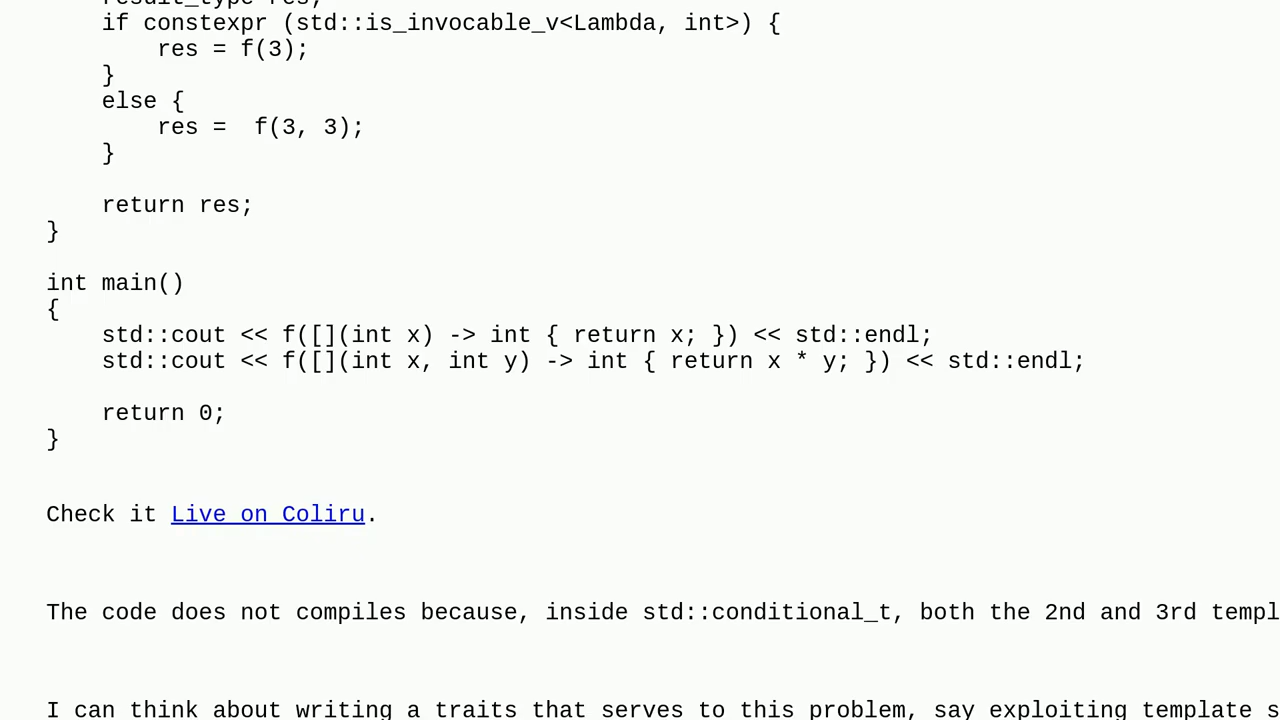 result_type res;
if constexpr (std::is_invocable_v<Lambda, int>) {
res = f(3);
}
else {
res =  f(3, 3);
}
return res;
}
int main()
{
std::cout << f([](int x) -> int { return x; }) << std::endl;
std::cout << f([](int x, int y) -> int { return x * y; }) << std::endl;
return 0;
}
Check it Live on Coliru.
The code does not compiles because, inside std::conditional_t, both the 2nd and 3rd templ
I can think about writing a traits that serves to this problem, say exploiting template s